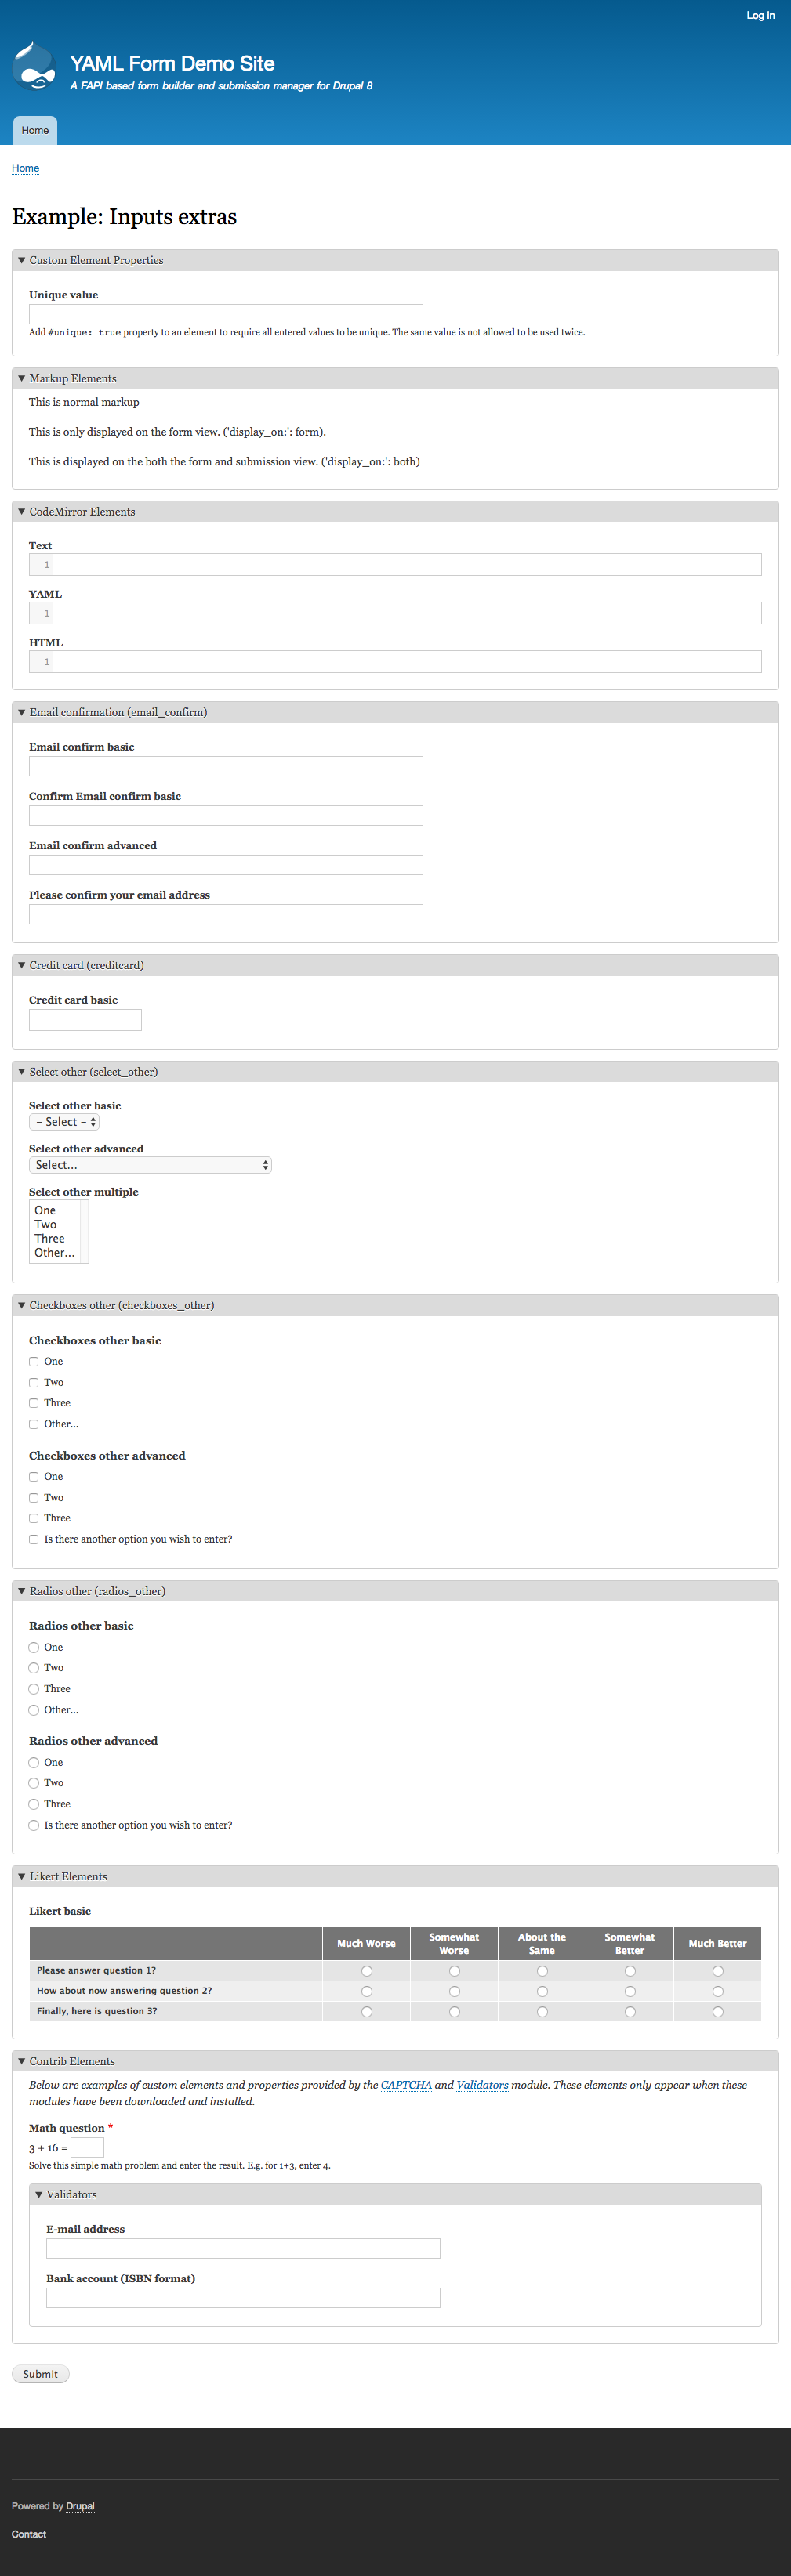 Log in
YAML Form Demo Site
A FAPI based form builder and submission manager for Drupal 8
Home
Home
Example: Inputs extras
Custom Element Properties
Unique value
Add #unique: true property to an element to require all entered values to be unique. The same value is not allowed to be used twice.
Markup Elements
This is normal markup
This is only displayed on the form view. ('display_on:': form).
This is displayed on the both the form and submission view. ('display_on:': both)
CodeMirror Elements
Text
1
YAML
1
HTML
1
Email confirmation (email_confirm)
Email confirm basic
Confirm Email confirm basic
Email confirm advanced
Please confirm your email address
Credit card (creditcard)
Credit card basic
Select other (select_other)
Select other basic
- Select -
Select other advanced
Select...
Select other multiple
One
Two
Three
Other...
Checkboxes other (checkboxes_other)
Checkboxes other basic
One
Two
Three
Other...
Checkboxes other advanced
One
Two
Three
Is there another option you wish to enter?
Radios other (radios_other)
Radios other basic
One
Two
Three
Other...
Radios other advanced
One
Two
Three
Is there another option you wish to enter?
Likert Elements
Likert basic
Much Worse Somewhat Worse About the Same Somewhat Better Much Better
Please answer question 1?
How about now answering question 2?
Finally, here is question 3?
Contrib Elements
Below are examples of custom elements and properties provided by the CAPTCHA and Validators module. These elements only appear when these
modules have been downloaded and installed.
Math question *
3 + 16 =
Solve this simple math problem and enter the result. E.g. for 1+3, enter 4.
Validators
E-mail address
Bank account (ISBN format)
Submit
Powered by Drupal
Contact